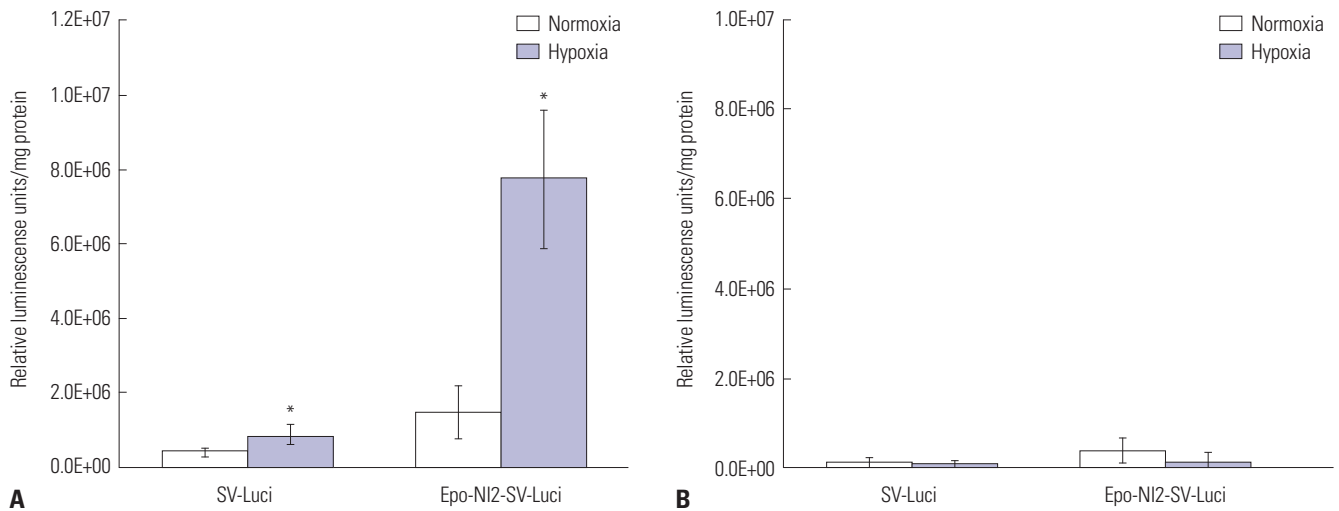 1.2E+07
1.0E+07
8.0E+06
6.0E+06
4.0E+06
2.0E+06
0.0E+00
Relative luminescense units/mg protein
Normoxia
Hypoxia
*
*
SV-Luci
Epo-NI2-SV-Luci
A
1.0E+07
8.0E+06
6.0E+06
4.0E+06
2.0E+06
0.0E+00
Relative luminescense units/mg protein
Normoxia
Hypoxia
SV-Luci
Epo-NI2-SV-Luci
B